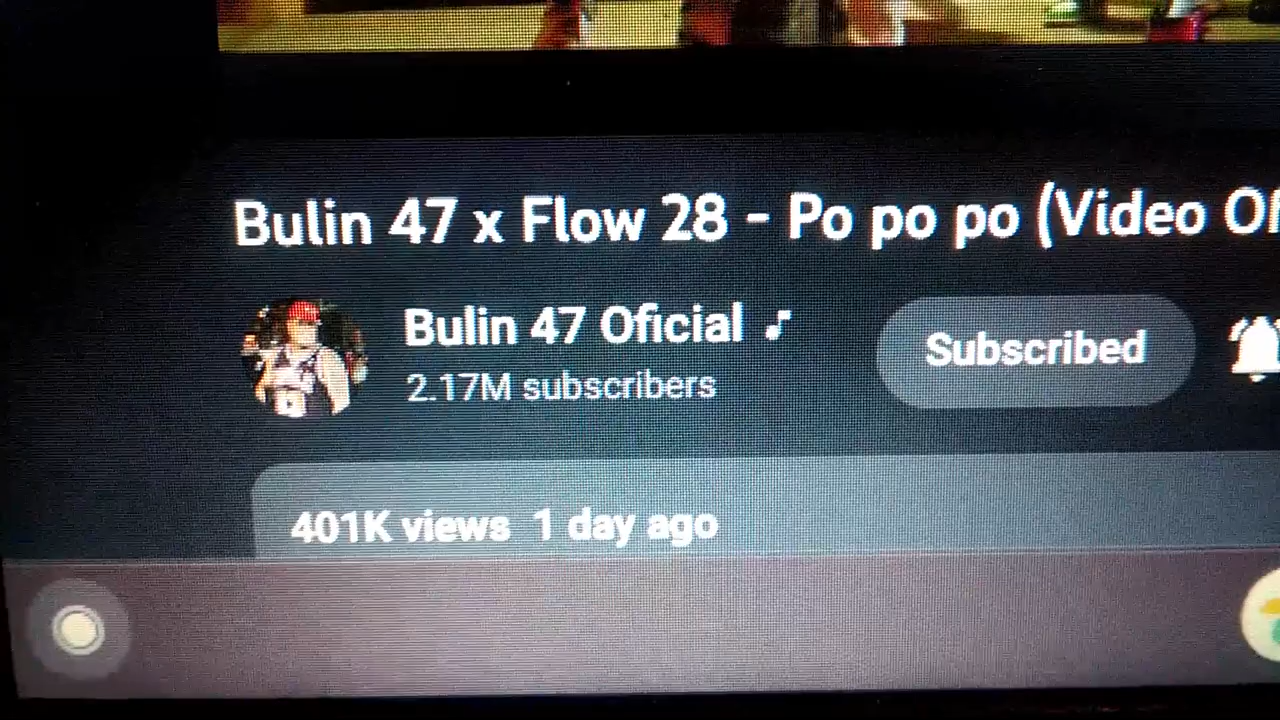 Bulin 47 x Flow 28 - Po po po (Video Of
Bulin 47 Oficial
2.17M subscribers
Subscribed
401K views 1 day ago